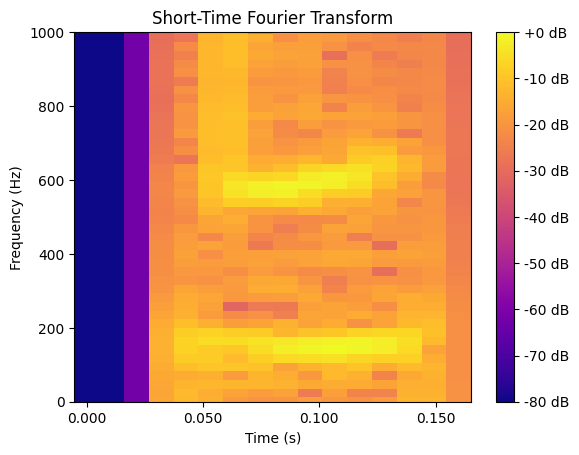 Short-Time Fourier Transform
Frequency (Hz)
1000
800
600
400
200
0
0.000 0.050 0.100 0.150
Time (s)
+0 dB
-10 dB
-20 dB
-30 dB
-40 dB
-50 dB
-60 dB
-70 dB
-80 dB